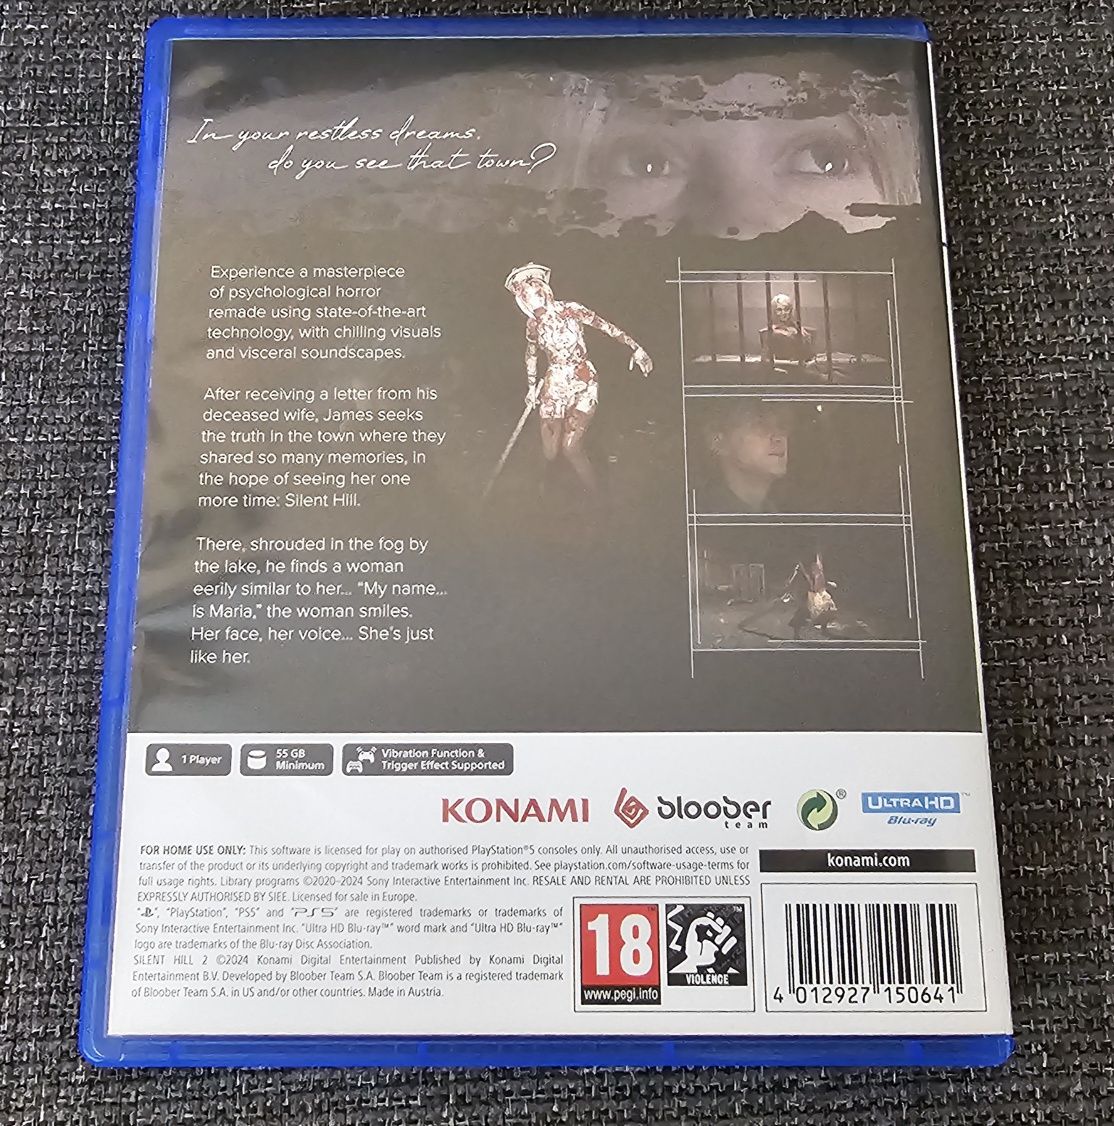 In your restless dreams,
do you see that town?
Experience a masterpiece
of psychological horror
remade using state-of-the-art
technology, with chilling visuals
and visceral soundscapes.
After receiving a letter from his
deceased wife, James seeks
the truth in the town where they
shared so many memories, in
the hope of seeing her one
more time: Silent Hill.
There, shrouded in the fog by
the lake, he finds a woman
eerily similar to her... “My name...
is Maria,” the woman smiles.
Her face, her voice... She's just
like her.
1 Player
55 GB
Minimum
Vibration Function &
Trigger Effect Supported
KONAMI
bloober
team
®
ULTRA HD™
Blu-ray
FOR HOME USE ONLY: This software is licensed for play on authorised PlayStation®5 consoles only. All unauthorised access, use or
transfer of the product or its underlying copyright and trademark works is prohibited. See playstation.com/software-usage-terms for
full usage rights. Library programs ©2020-2024 Sony Interactive Entertainment Inc. RESALE AND RENTAL ARE PROHIBITED UNLESS
EXPRESSLY AUTHORISED BY SIEE. Licensed for sale in Europe.
konami.com
“PS”, “PlayStation”, “PS5” and “PS5” are registered trademarks or trademarks of
Sony Interactive Entertainment Inc. “Ultra HD Blu-ray™” word mark and “Ultra HD Blu-ray™”
logo are trademarks of the Blu-ray Disc Association.
SILENT HILL 2 ©2024 Konami Digital Entertainment Published by Konami Digital
Entertainment B.V. Developed by Bloober Team S.A. Bloober Team is a registered trademark
of Bloober Team S.A. in US and/or other countries. Made in Austria.
18
www.pegi.info
VIOLENCE
4 012927 150641